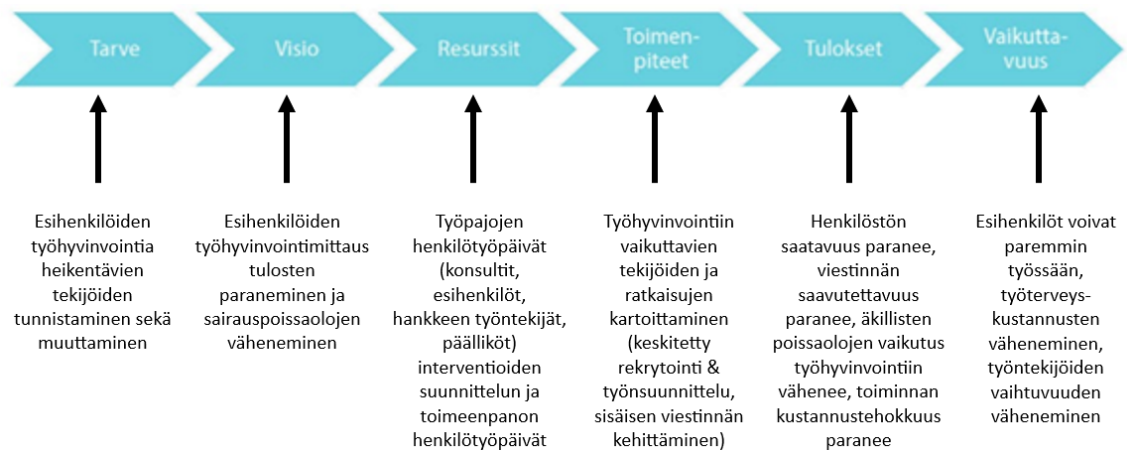 Tarve
Visio
Resurssit
Toimen-
piteet
Tulokset
Vaikutta-
vuus
Esihenkilöiden
työhyvinvointia
heikentävien
tekijöiden
tunnistaminen sekä
muuttaminen
Esihenkilöiden
työhyvinvointimittaus
tulosten
paraneminen ja
sairauspoissaolojen
väheneminen
Työpajojen
henkilötyöpäivät
(konsultit,
esihenkilöt,
hankkeen työntekijät,
päälliköt)
interventioiden
suunnittelun ja
toimeenpanon
henkilötyöpäivät
Työhyvinvointiin
vaikuttavien
tekijöiden ja
ratkaisujen
kartoittaminen
(keskitetty
rekrytointi &
työnsuunnittelu,
sisäisen viestinnän
kehittäminen)
Henkilöstön
saatavuus paranee,
viestinnän
saavutettavuus
paranee, äkillisten
poissaolojen vaikutus
työhyvinvointiin
vähenee, toiminnan
kustannustehokkuus
paranee
Esihenkilöt voivat
paremmin
työssään,
työterveys-
kustannusten
väheneminen,
työntekijöiden
vaihtuvuuden
väheneminen